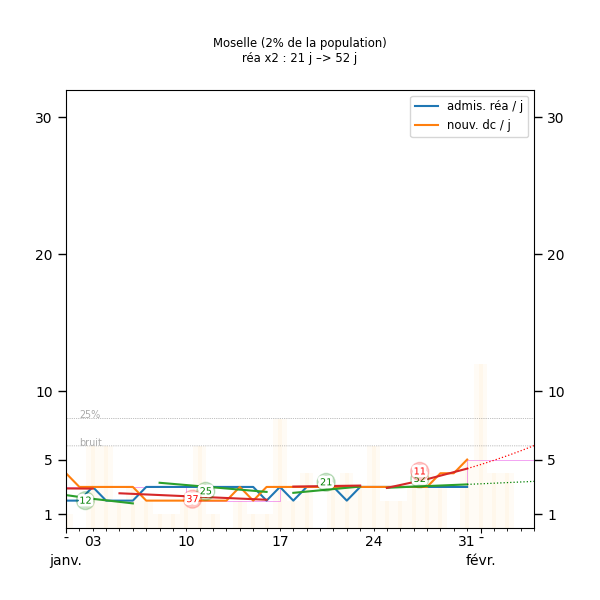 Moselle (2% de la population)
réa x2 : 21 j –> 52 j
admis. réa / j
nouv. dc / j
30 30
20 20
10 10
25%
bruit
5 5
11
52
21
25
12
37
1 1
03 10 17 24 31
janv. févr.